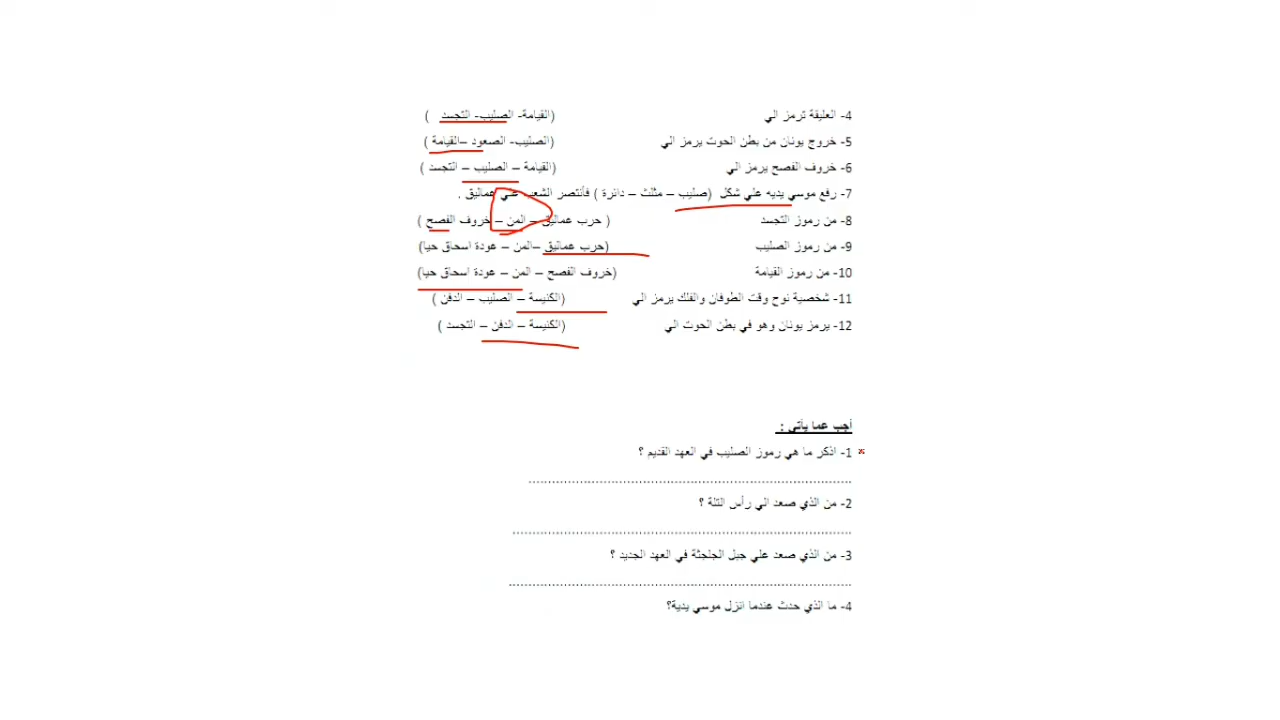 4- العليقة ترمز الي (القيامة- الصليب- التجسد )
5- خروج يونان من بطن الحوت يرمز الي (الصليب- الصعود –القيامة )
6- خروف الفصح يرمز الي (القيامة – الصليب – التجسد )
7- رفع موسي يديه علي شكل (صليب – مثلث – دائرة ) فأنتصر الشعب علي عماليق .
8- من رموز التجسد ( حرب عماليق – المن – خروف الفصح )
9- من رموز الصليب (حرب عماليق –المن – عودة اسحاق حيا)
10- من رموز القيامة (خروف الفصح – المن – عودة اسحاق حيا)
11- شخصية نوح وقت الطوفان والفلك يرمز الي (الكنيسة – الصليب – الدفن )
12- يرمز يونان وهو في بطن الحوت الي (الكنيسة – الدفن – التجسد )
أجب عما يأتي :
1- اذكر ما هي رموز الصليب في العهد القديم ؟
2- من الذي صعد الي رأس التلة ؟
3- من الذي صعد علي جبل الجلجثة في العهد الجديد ؟
4- ما الذي حدث عندما انزل موسي يدية؟